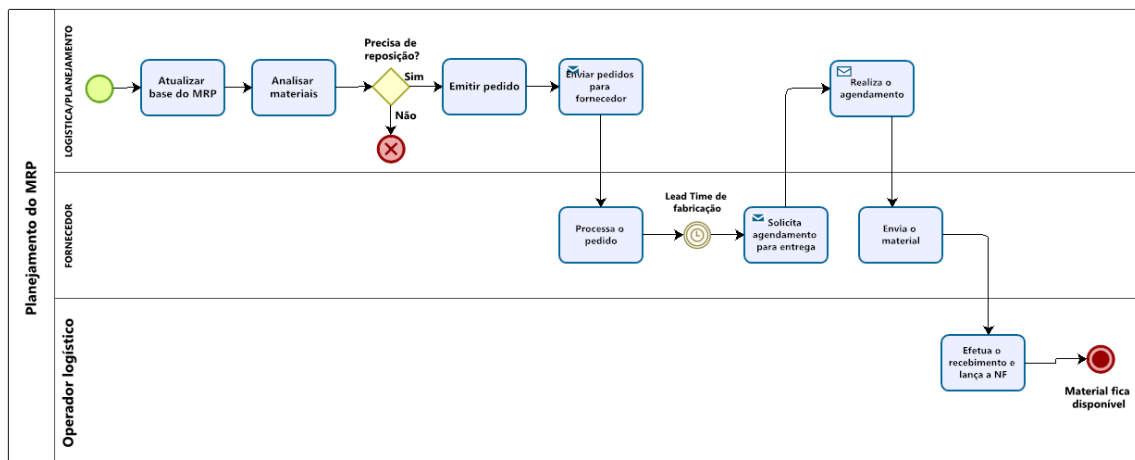 Planejamento do MRP
LOGISTICA/PLANEJAMENTO
Atualizar
base do MRP
Analisar
materiais
Precisa de
reposição?
Sim
Não
Emitir pedido
Enviar pedidos
para
fornecedor
Realiza o
agendamento
FORNECEDOR
Processa o
pedido
Lead Time de
fabricação
Solicita
agendamento
para entrega
Envia o
material
Operador logístico
Efetua o
recebimento e
lança a NF
Material fica
disponível